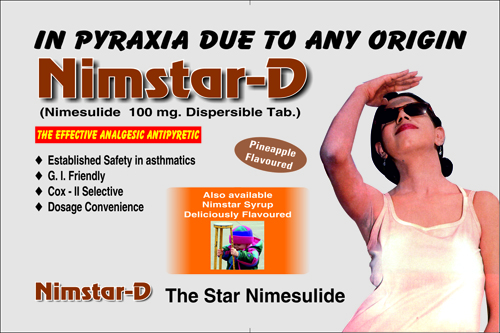 IN PYRAXIA DUE TO ANY ORIGIN
Nimstar-D
(Nimesulide 100 mg. Dispersible Tab.)
THE EFFECTIVE ANALGESIC ANTIPYRETIC
Pineapple
Flavoured
♦ Established Safety in asthmatics
♦ G. I. Friendly
♦ Cox - II Selective
♦ Dosage Convenience
Also available
Nimstar Syrup
Deliciously Flavoured
Nimstar-D The Star Nimesulide